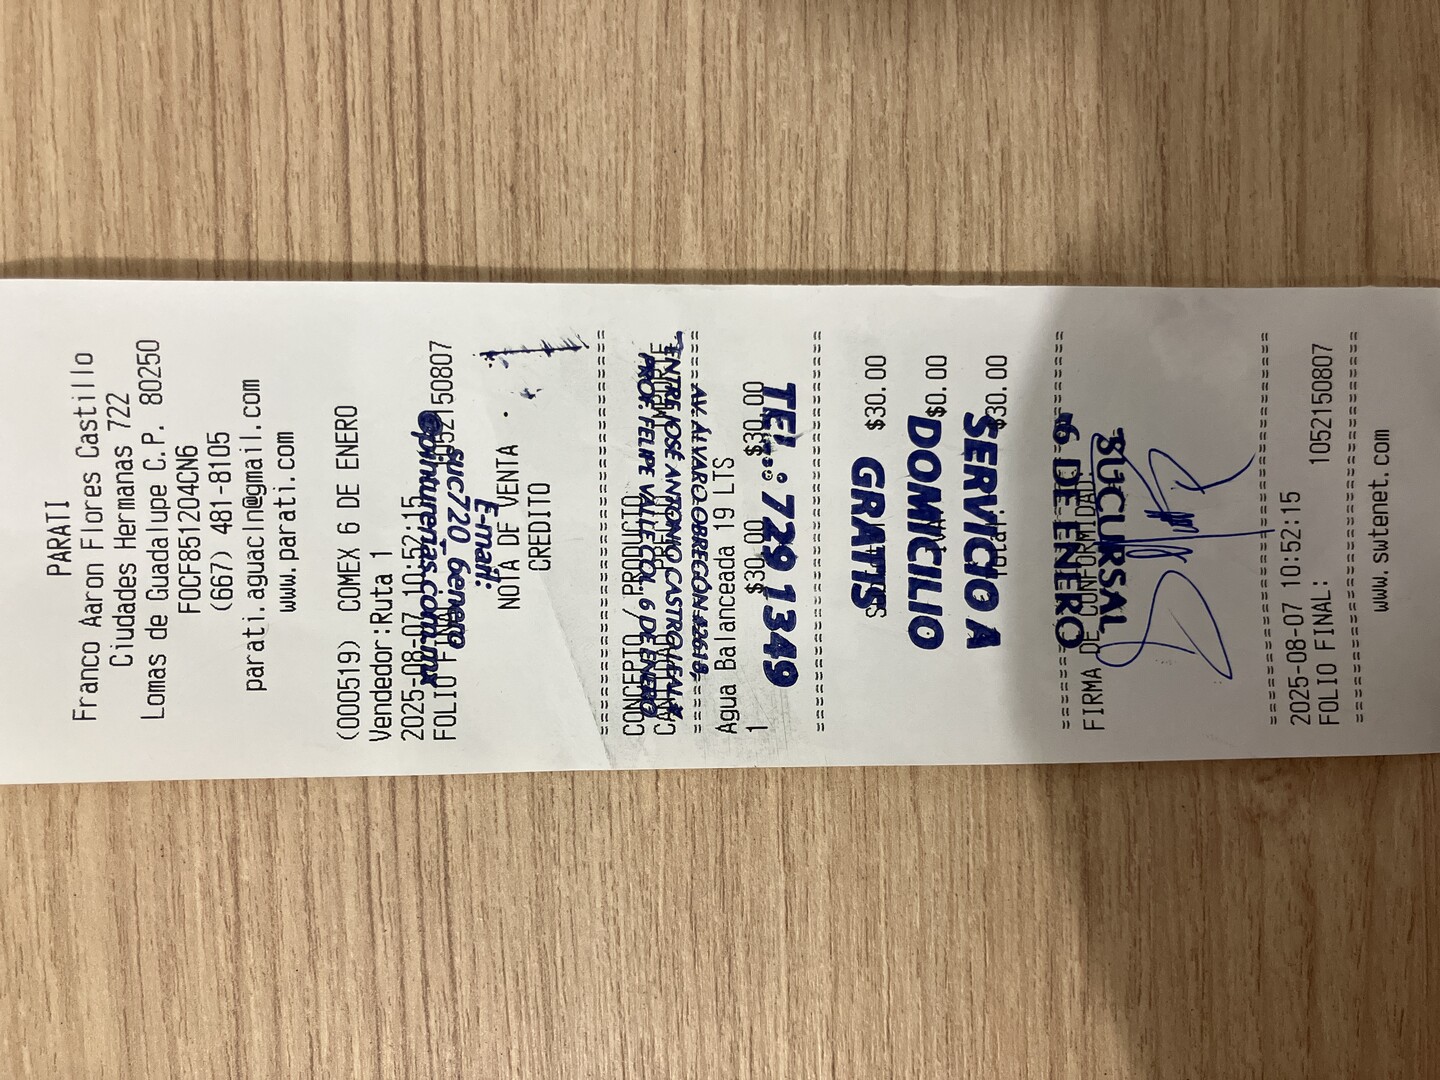 PARATI
Franco Aaron Flores Castillo
Ciudades Hermanas 722
Lomas de Guadalupe C.P. 80250
FOCF851204CN6
(667) 481-8105
parati.aguacln@gmail.com
www.parati.com
(000519) COMEX 6 DE ENERO
Vendedor:Ruta 1
2025-08-07 10:52:15
FOLIO FINAL: 1052150807
NOTA DE VENTA
CREDITO
================================
CONCEPTO / PRODUCTO
================================
Agua Balanceada 19 LTS
1 $30.00 $30.00
================================
$30.00
$0.00
$30.00
================================
FIRMA DE CONFORMIDAD
SUCURSAL
6 DE ENERO
SERVICIO A
DOMICILIO
GRATIS
TEL.: 729 1349
AV. ALVARO OBREGON #2618,
ENTRE JOSE ANTONIO CASTRO LEAL Y
PROF. FELIPE VALLE COL. 6 DE ENERO
E-mail:
suc720_6enero
@pinturerias.com.mx
================================
2025-08-07 10:52:15
FOLIO FINAL: 1052150807
================================
www.swtenet.com